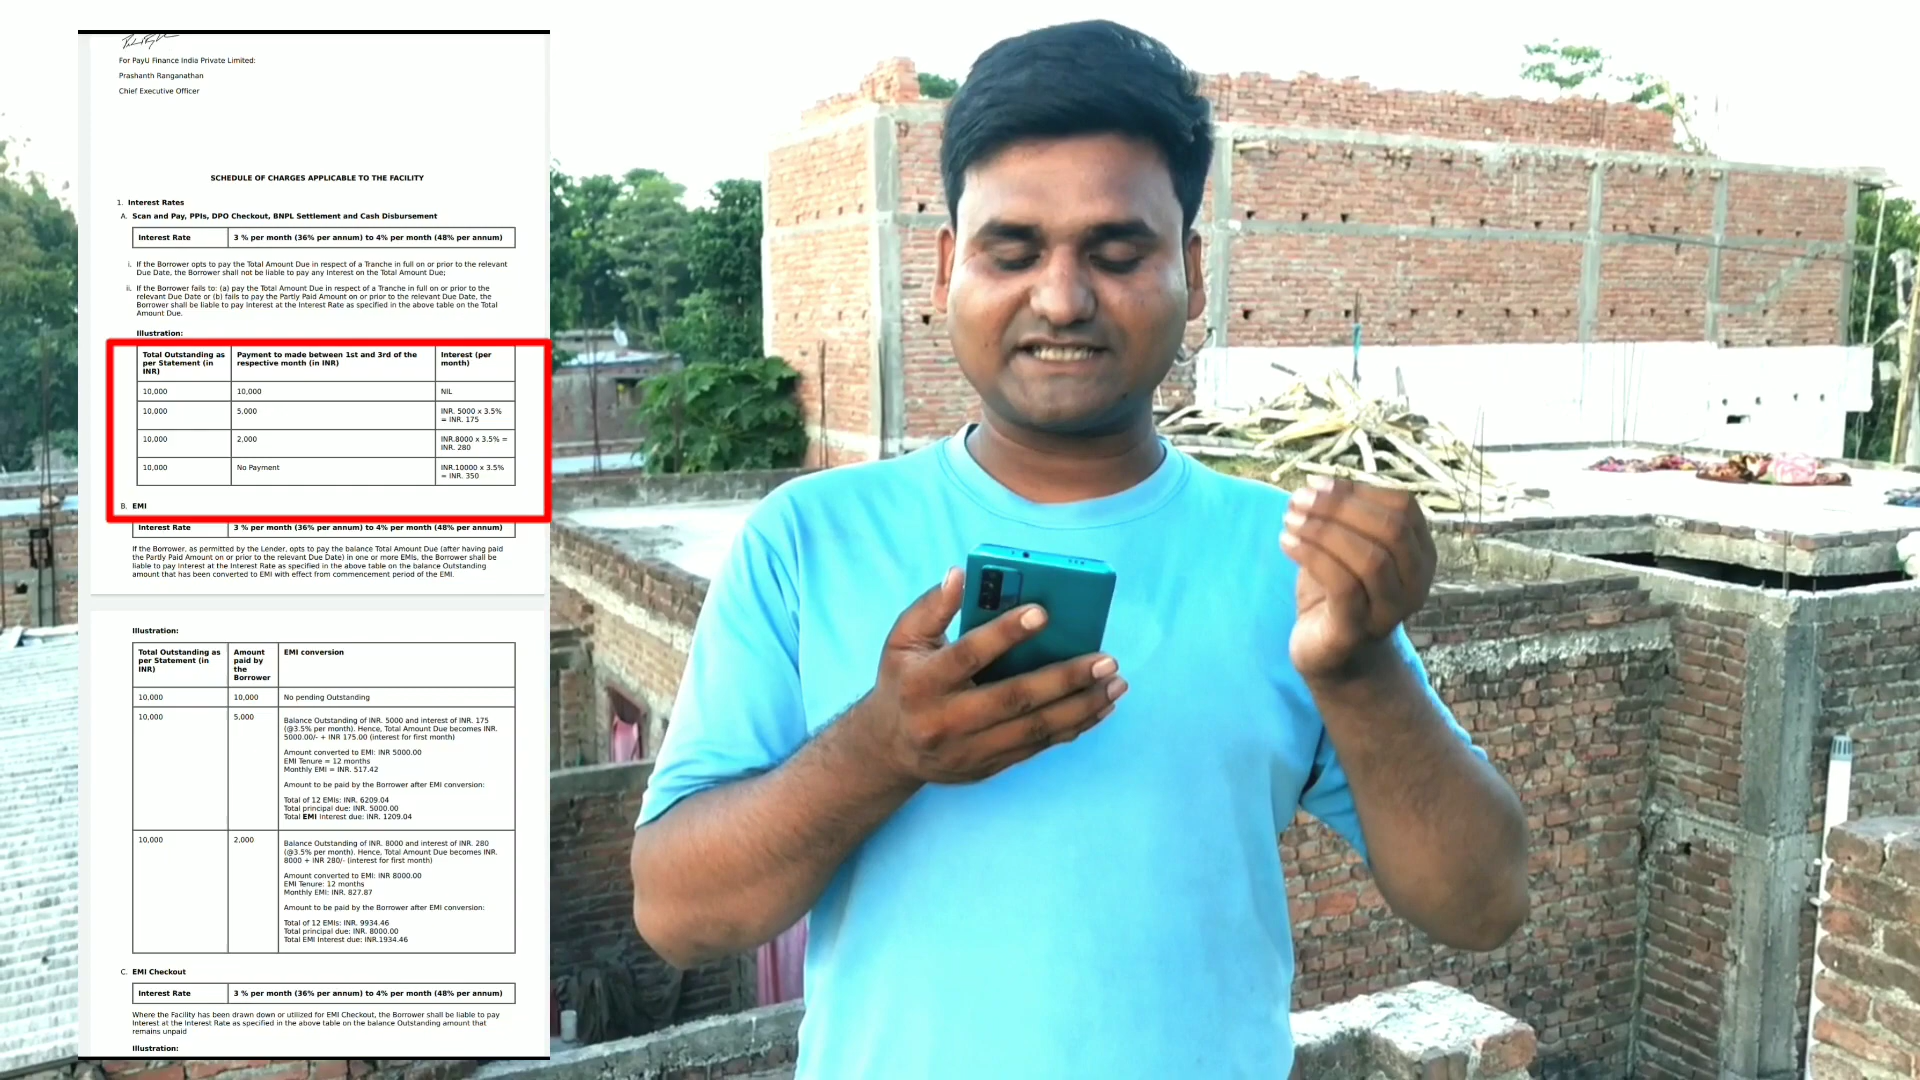 For PayU Finance India Private Limited:
Prashanth Ranganathan
Chief Executive Officer
SCHEDULE OF CHARGES APPLICABLE TO THE FACILITY
1. Interest Rates
A. Scan and Pay, PPIs, DPO Checkout, BNPL Settlement and Cash Disbursement
Interest Rate 3 % per month (36% per annum) to 4% per month (48% per annum)
i. If the Borrower opts to pay the Total Amount Due in respect of a Tranche in full on or prior to the relevant
Due Date, the Borrower shall not be liable to pay any Interest on the Total Amount Due;
ii. If the Borrower fails to: (a) pay the Total Amount Due in respect of a Tranche in full on or prior to the
relevant Due Date or (b) fails to pay the Partly Paid Amount on or prior to the relevant Due Date, the
Borrower shall be liable to pay Interest at the Interest Rate as specified in the above table on the Total
Amount Due.
Illustration:
Total Outstanding as
per Statement (in
INR)
Payment to made between 1st and 3rd of the
respective month (in INR)
Interest (per
month)
10,000 10,000 NIL
10,000 5,000 INR. 5000 x 3.5%
= INR. 175
10,000 2,000 INR.8000 x 3.5% =
INR. 280
10,000 No Payment INR.10000 x 3.5%
= INR. 350
B. EMI
Interest Rate 3 % per month (36% per annum) to 4% per month (48% per annum)
If the Borrower, as permitted by the Lender, opts to pay the balance Total Amount Due (after having paid
the Partly Paid Amount on or prior to the relevant Due Date) in one or more EMIs, the Borrower shall be
liable to pay Interest at the Interest Rate as specified in the above table on the balance Outstanding
amount that has been converted to EMI with effect from commencement period of the EMI.
Illustration:
Total Outstanding as
per Statement (in
INR)
Amount
paid by
the
Borrower
EMI conversion
10,000 10,000 No pending Outstanding
10,000 5,000 Balance Outstanding of INR. 5000 and interest of INR. 175
(@3.5% per month). Hence, Total Amount Due becomes INR.
5000.00/- + INR 175.00 (interest for first month)
Amount converted to EMI: INR 5000.00
EMI Tenure = 12 months
Monthly EMI = INR. 517.42
Amount to be paid by the Borrower after EMI conversion:
Total of 12 EMIs: INR. 6209.04
Total principal due: INR. 5000.00
Total EMI Interest due: INR. 1209.04
10,000 2,000 Balance Outstanding of INR. 8000 and interest of INR. 280
(@3.5% per month). Hence, Total Amount Due becomes INR.
8000 + INR 280/- (interest for first month)
Amount converted to EMI: INR 8000.00
EMI Tenure: 12 months
Monthly EMI: INR. 827.87
Amount to be paid by the Borrower after EMI conversion:
Total of 12 EMIs: INR. 9934.46
Total principal due: INR. 8000.00
Total EMI Interest due: INR.1934.46
C. EMI Checkout
Interest Rate 3 % per month (36% per annum) to 4% per month (48% per annum)
Where the Facility has been drawn down or utilized for EMI Checkout, the Borrower shall be liable to pay
Interest at the Interest Rate as specified in the above table on the balance Outstanding amount that
remains unpaid
Illustration: